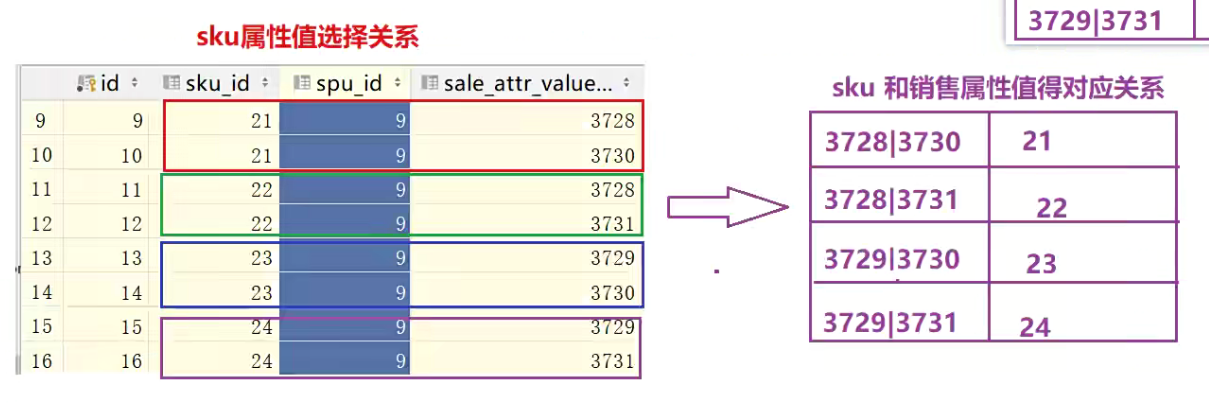 3729|3731
sku属性值选择关系
id sku_id spu_id sale_attr_value...
9 9 21 9 3728
10 10 21 9 3730
11 11 22 9 3728
12 12 22 9 3731
13 13 23 9 3729
14 14 23 9 3730
15 15 24 9 3729
16 16 24 9 3731
sku 和销售属性值得对应关系
3728|3730 21
3728|3731 22
3729|3730 23
3729|3731 24